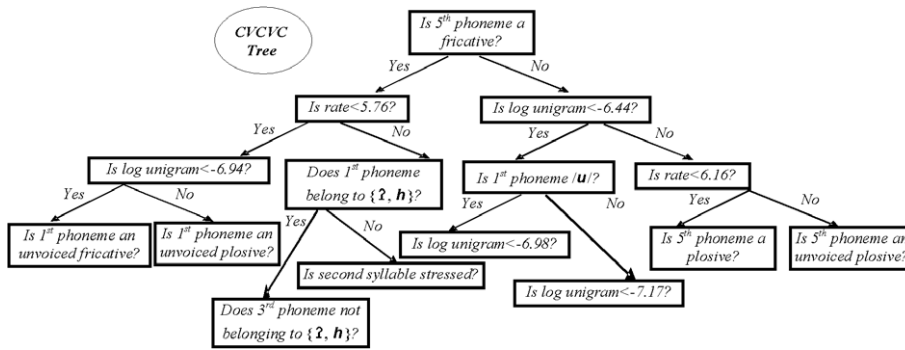 CVCVC
Tree
Is 5th phoneme a
fricative?
Yes
No
Is rate<5.76?
Is log unigram<-6.44?
Yes
No
Yes
No
Is log unigram<-6.94?
Does 1st phoneme
belong to {ʔ, h}?
Is 1st phoneme /u/?
Is rate<6.16?
Yes
No
Yes
No
Yes
No
Yes
No
Is 1st phoneme an
unvoiced fricative?
Is 1st phoneme an
unvoiced plosive?
Is log unigram<-6.98?
Is 5th phoneme a
plosive?
Is 5th phoneme an
unvoiced plosive?
Is second syllable stressed?
Is log unigram<-7.17?
Does 3rd phoneme not
belonging to {ʔ, h}?